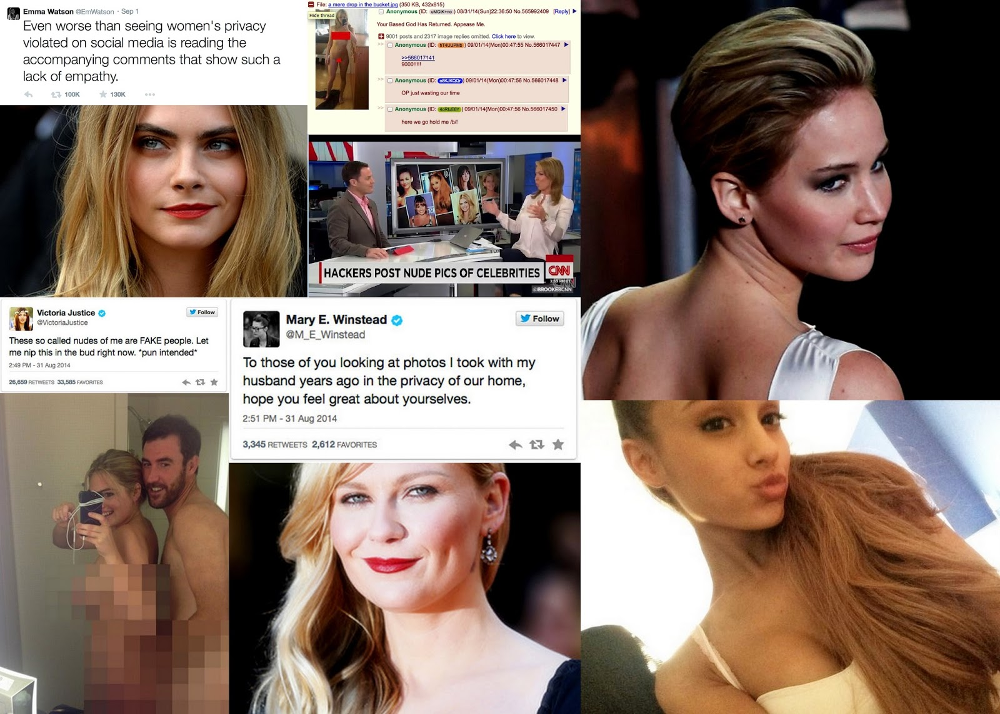 Emma Watson @EmWatson · Sep 1
Even worse than seeing women's privacy
violated on social media is reading the
accompanying comments that show such a
lack of empathy.
100K 130K
File: a mere drop in the bucket.jpg (350 KB, 432x815)
Hide thread
Anonymous (ID: uMGtK+no) 08/31/14(Sun)22:36:50 No.565992409 [Reply]
Your Based God Has Returned. Appease Me.
9001 posts and 2317 image replies omitted. Click here to view.
>> Anonymous (ID: hT4UUPMb) 09/01/14(Mon)00:47:55 No.566017447
>>566017141
9000!!!!!
>> Anonymous (ID: o8KJKQQr) 09/01/14(Mon)00:47:56 No.566017448
OP just wasting our time
>> Anonymous (ID: 4oRIuE8Y) 09/01/14(Mon)00:47:56 No.566017450
here we go hold me /b/!
HACKERS POST NUDE PICS OF CELEBRITIES
CNN
3:53 PM ET
@BROOKEBCNN
Victoria Justice
@VictoriaJustice
Follow
These so called nudes of me are FAKE people. Let
me nip this in the bud right now. *pun intended*
2:49 PM - 31 Aug 2014
26,659 RETWEETS 33,585 FAVORITES
Mary E. Winstead
@M_E_Winstead
Follow
To those of you looking at photos I took with my
husband years ago in the privacy of our home,
hope you feel great about yourselves.
2:51 PM - 31 Aug 2014
3,345 RETWEETS 2,612 FAVORITES